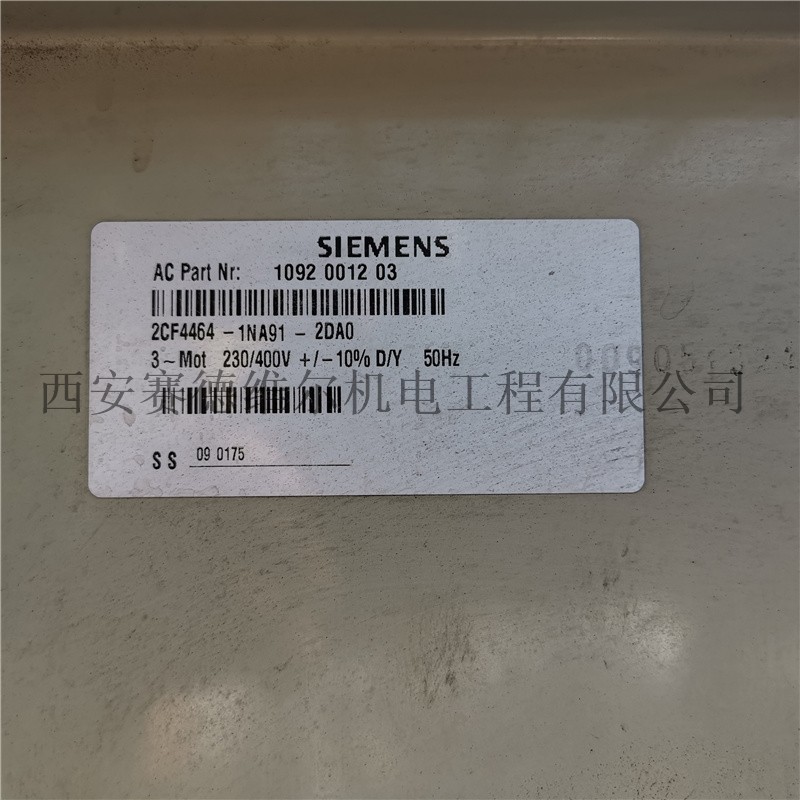 SIEMENS
AC Part Nr: 1092 0012 03
2CF4464 -1NA91 - 2DA0
3~Mot 230/400V +/-10% D/Y 50Hz
西安赛德维尔机电工程有限公司
S S 09 0175